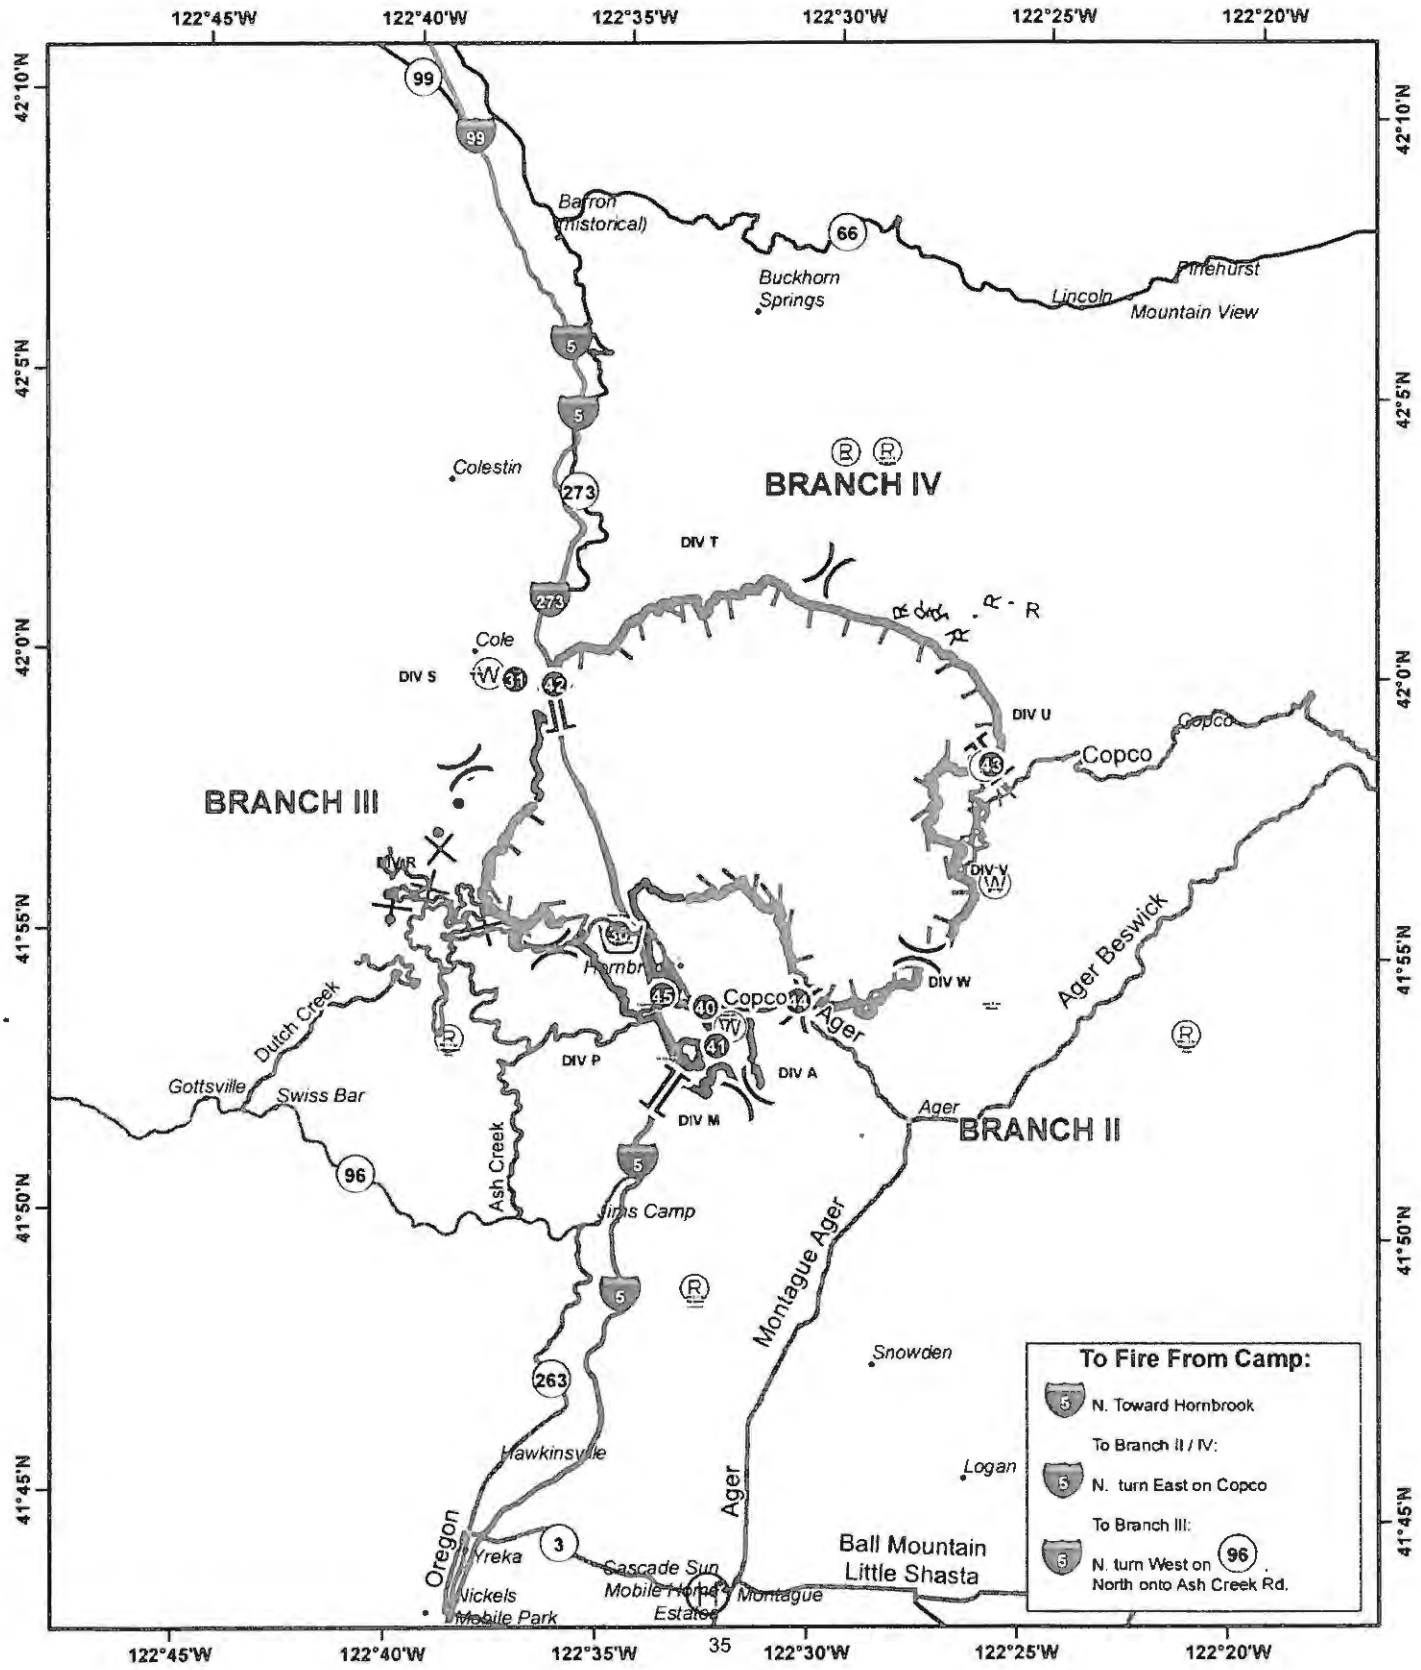 122°45'W 122°40'W 122°35'W 122°30'W 122°25'W 122°20'W
42°10'N
42°10'N
99
99
Barron
(historical)
66
Buckhorn
Springs
Pinehurst
Lincoln
Mountain View
5
42°5'N
42°5'N
5
Colestin
R R
BRANCH IV
273
DIV T
273
R
R
R
42°0'N
Cole
DIV S
W 31 42
42°0'N
DIV U
Copco
Copco
43
BRANCH III
DIV R
DIV V
W
41°55'N
41°55'N
Hornbr
45 40 Copco 44
W
41
Ager
DIV W
Ager Beswick
Dutch Creek
R
R
DIV P
DIV A
Gottsville
Swiss Bar
DIV M
Ager
BRANCH II
5
96
Ash Creek
Jims Camp
41°50'N
41°50'N
R
5
Montague Ager
Snowden
263
Hawkinsville
Logan
41°45'N
41°45'N
Ager
Oregon
3
Yreka
Cascade Sun
Mobile Home
Estates
H
Montague
Ball Mountain
Little Shasta
Nickels
Mobile Park
To Fire From Camp:
5 N. Toward Hornbrook
To Branch II / IV:
5 N. turn East on Copco
To Branch III:
5 N. turn West on 96 .
North onto Ash Creek Rd.
122°45'W 122°40'W 122°35'W 35 122°30'W 122°25'W 122°20'W